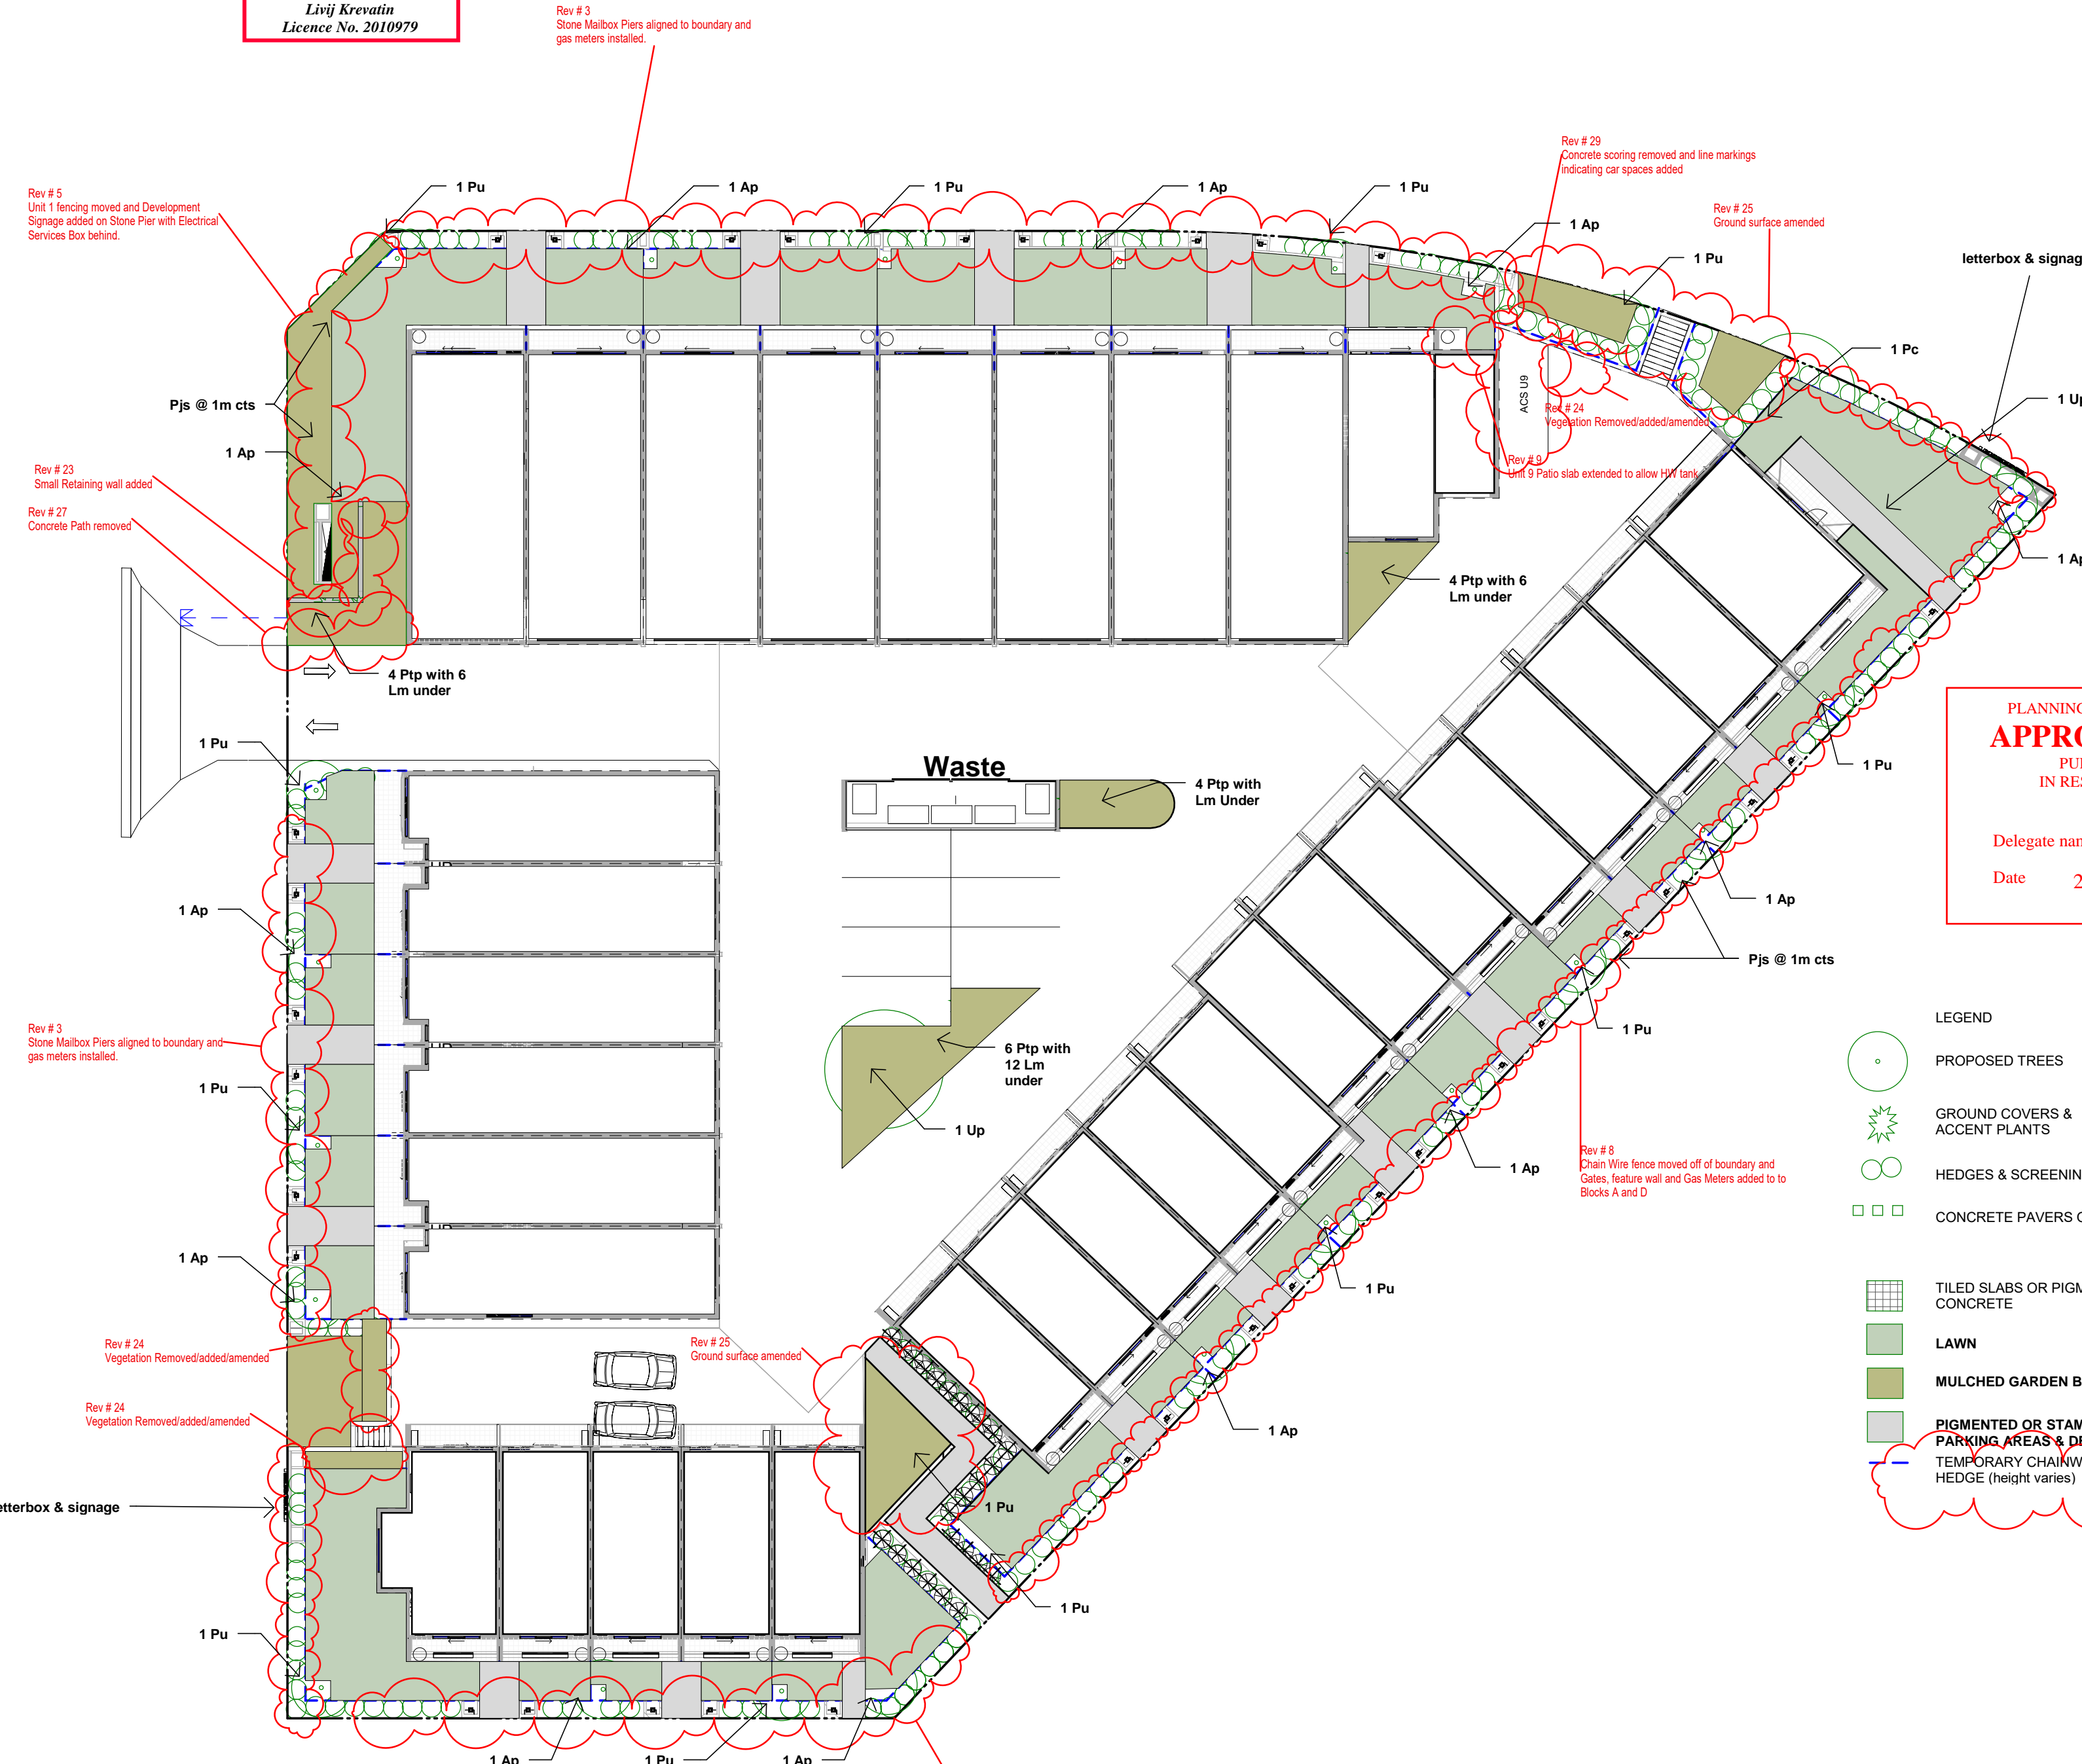 Livij Krevatin
Licence No. 2010979
Rev # 3
Stone Mailbox Piers aligned to boundary and
gas meters installed.
Rev # 29
Concrete scoring removed and line markings
indicating car spaces added
Rev # 5
Unit 1 fencing moved and Development
Signage added on Stone Pier with Electrical
Services Box behind.
1 Pu
1 Ap
1 Pu
1 Ap
1 Pu
1 Ap
Rev # 25
Ground surface amended
1 Pu
letterbox & signag
1 Pc
Pjs @ 1m cts
ACS U9
Rev # 24
Vegetation Removed/added/amended
1 Up
1 Ap
Rev # 23
Small Retaining wall added
Rev # 9
Unit 9 Patio slab extended to allow HW tank
Rev # 27
Concrete Path removed
1 Ap
4 Ptp with 6
Lm under
4 Ptp with 6
Lm under
PLANNING
APPRO
PU
IN RES
Delegate nan
Date 2
1 Pu
Waste
4 Ptp with
Lm Under
1 Pu
1 Ap
1 Ap
Pjs @ 1m cts
Rev # 3
Stone Mailbox Piers aligned to boundary and
gas meters installed.
1 Pu
6 Ptp with
12 Lm
under
1 Up
1 Pu
LEGEND
PROPOSED TREES
GROUND COVERS &
ACCENT PLANTS
HEDGES & SCREENIN
CONCRETE PAVERS O
TILED SLABS OR PIGM
CONCRETE
LAWN
MULCHED GARDEN B
PIGMENTED OR STAM
PARKING AREAS & DR
TEMPORARY CHAINW
HEDGE (height varies)
1 Ap
Rev # 8
Chain Wire fence moved off of boundary and
Gates, feature wall and Gas Meters added to to
Blocks A and D
1 Ap
1 Pu
Rev # 24
Vegetation Removed/added/amended
Rev # 25
Ground surface amended
Rev # 24
Vegetation Removed/added/amended
1 Ap
etterbox & signage
1 Pu
1 Pu
1 Pu
1 Ap
1 Pu
1 Ap